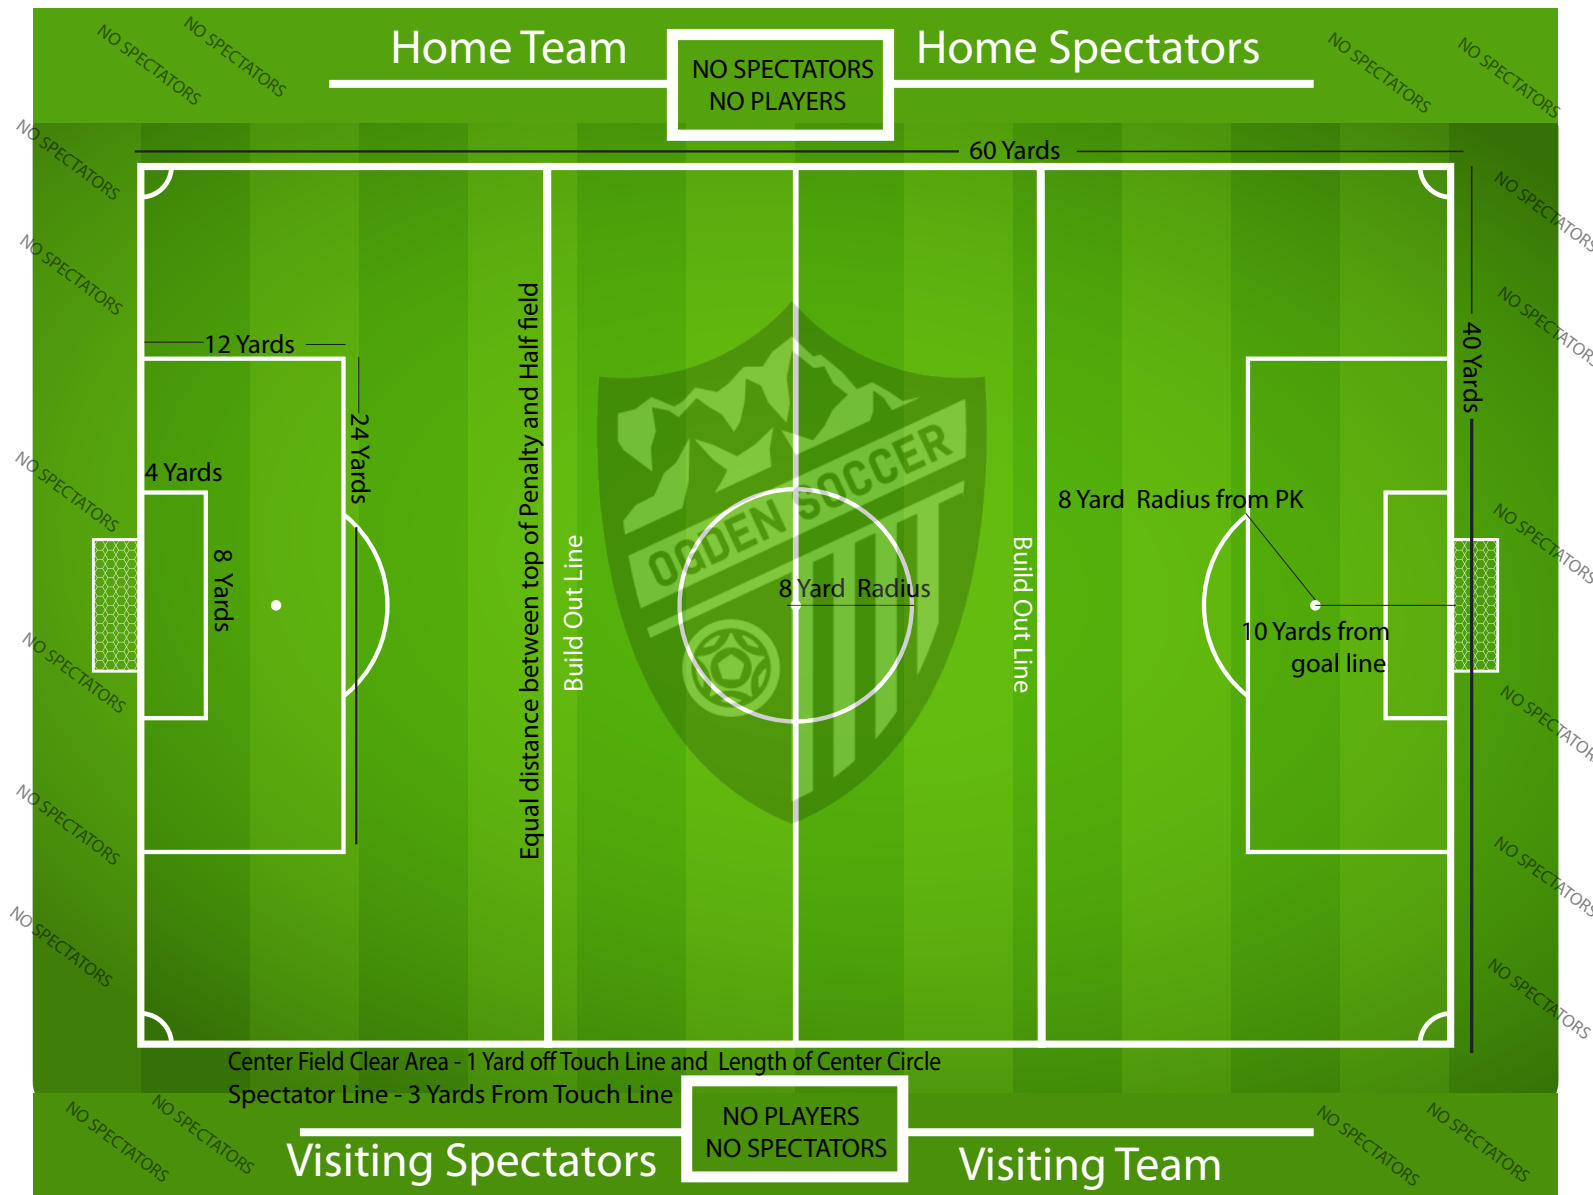 NO SPECTATORS
NO SPECTATORS
Home Team
NO SPECTATORS
NO PLAYERS
Home Spectators
NO SPECTATORS
NO SPECTATORS
NO SPECTATORS
60 Yards
NO SPECTATORS
NO SPECTATORS
NO SPECTATORS
12 Yards
24 Yards
40 Yards
Equal distance between top of Penalty and Half field
4 Yards
8 Yards
OGDEN SOCCER
8 Yard Radius from PK
NO SPECTATORS
NO SPECTATORS
Build Out Line
8 Yard Radius
Build Out Line
10 Yards from
goal line
NO SPECTATORS
NO SPECTATORS
NO SPECTATORS
NO SPECTATORS
NO SPECTATORS
NO SPECTATORS
Center Field Clear Area - 1 Yard off Touch Line and Length of Center Circle
Spectator Line - 3 Yards From Touch Line
NO SPECTATORS
NO SPECTATORS
Visiting Spectators
NO PLAYERS
NO SPECTATORS
Visiting Team
NO SPECTATORS
NO SPECTATORS